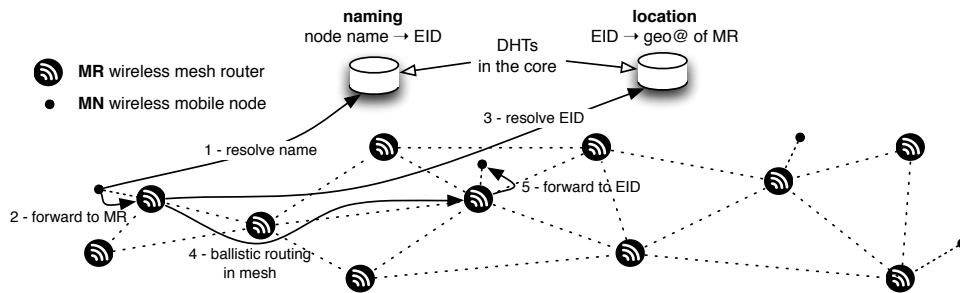 naming
node name → EID
location
EID → geo@ of MR
DHTs
in the core
MR wireless mesh router
MN wireless mobile node
3 - resolve EID
1 - resolve name
5 - forward to EID
2 - forward to MR
4 - ballistic routing
in mesh